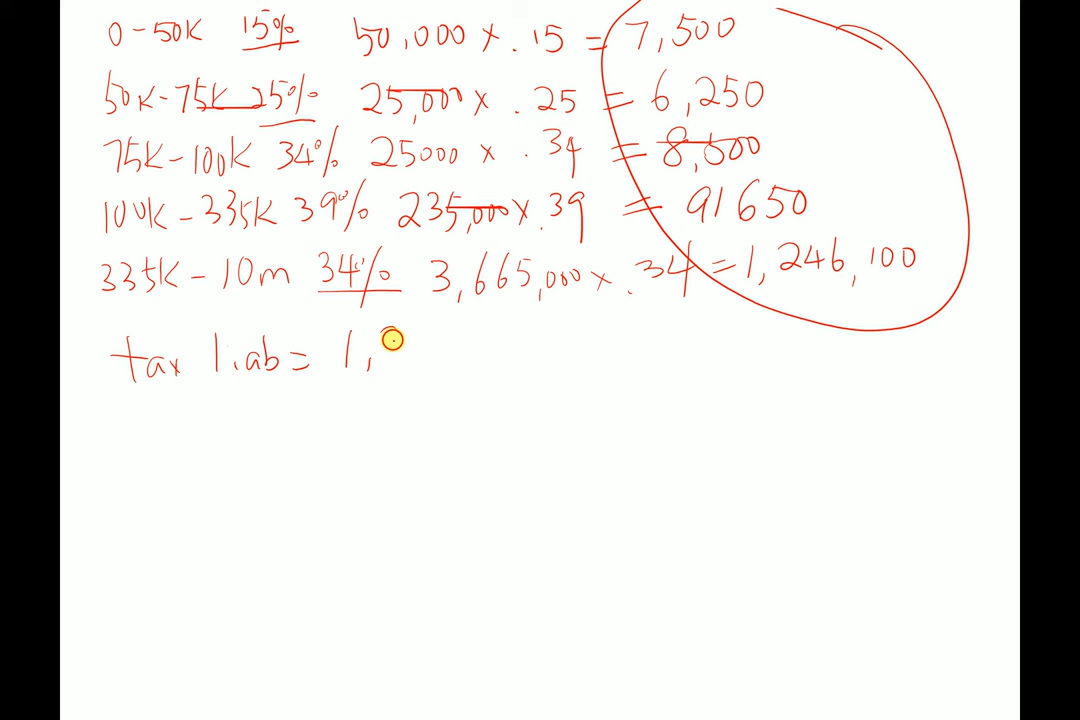 0-50K 15% 50,000 x .15 = 7,500
50K-75K 25% 25,000 x .25 = 6,250
75K-100K 34% 25000 x .34 = 8,500
100K-335K 39% 235,000 x .39 = 91650
335K-10m 34% 3,665,000 x .34 = 1,246,100
tax liab = 1,